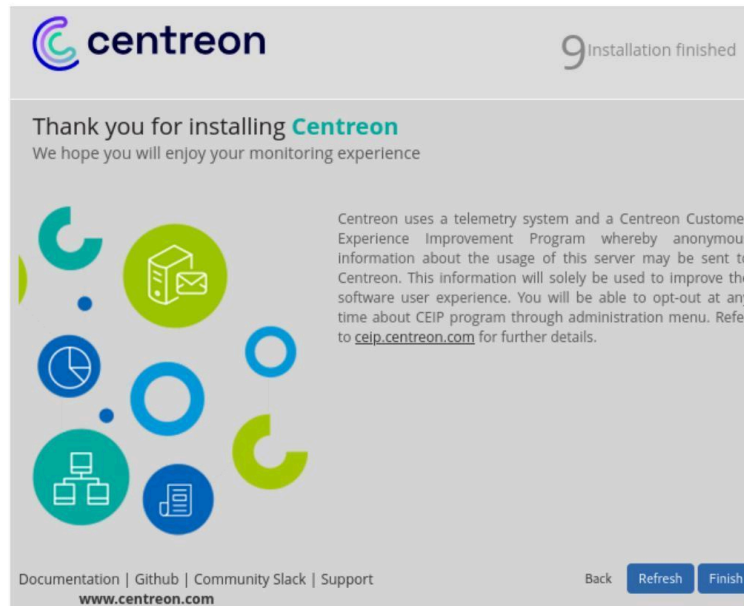 centreon
9 Installation finished
Thank you for installing Centreon
We hope you will enjoy your monitoring experience
Centreon uses a telemetry system and a Centreon Custome
Experience Improvement Program whereby anonymou
information about the usage of this server may be sent t
Centreon. This information will solely be used to improve the
software user experience. You will be able to opt-out at any
time about CEIP program through administration menu. Refe
to ceip.centreon.com for further details.
Documentation | Github | Community Slack | Support
www.centreon.com
Back Refresh Finish